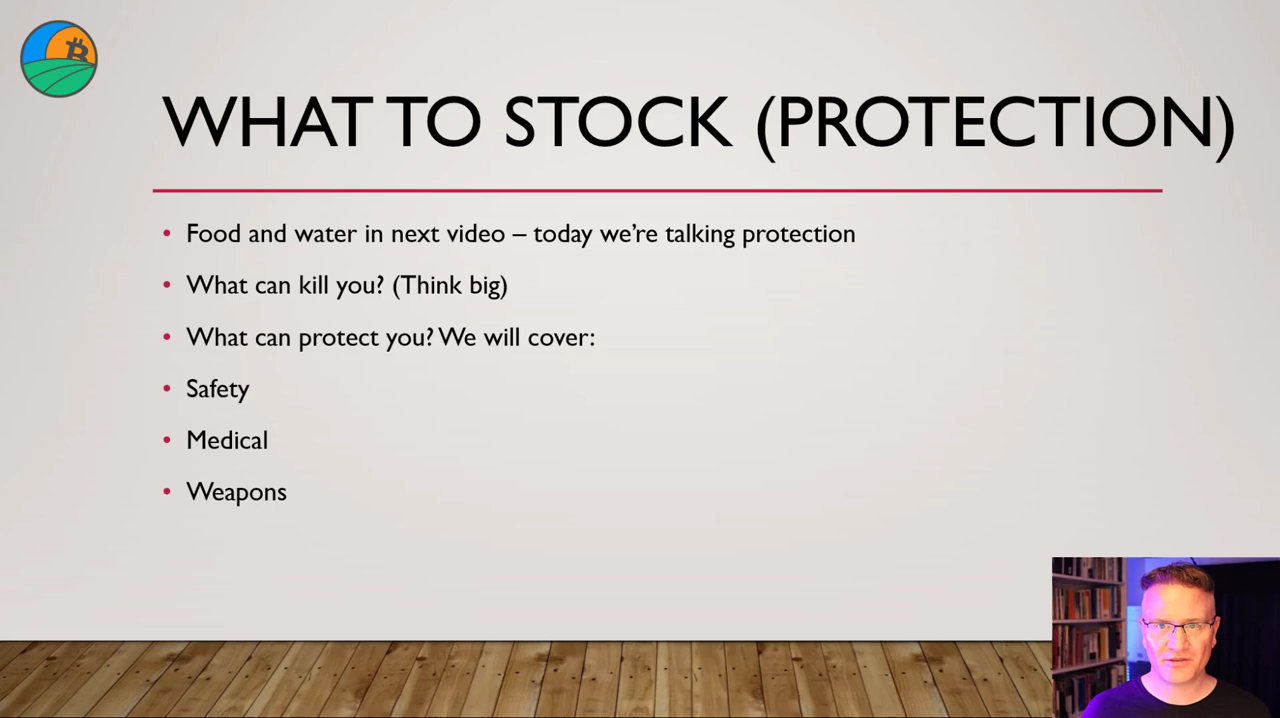 WHAT TO STOCK (PROTECTION)
• Food and water in next video – today we’re talking protection
• What can kill you? (Think big)
• What can protect you? We will cover:
• Safety
• Medical
• Weapons